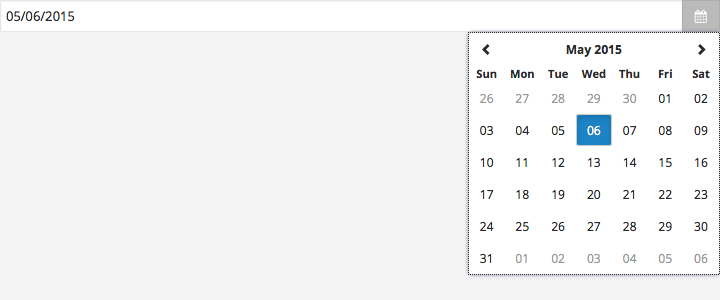 05/06/2015
May 2015
Sun Mon Tue Wed Thu Fri Sat
26 27 28 29 30 01 02
03 04 05 06 07 08 09
10 11 12 13 14 15 16
17 18 19 20 21 22 23
24 25 26 27 28 29 30
31 01 02 03 04 05 06